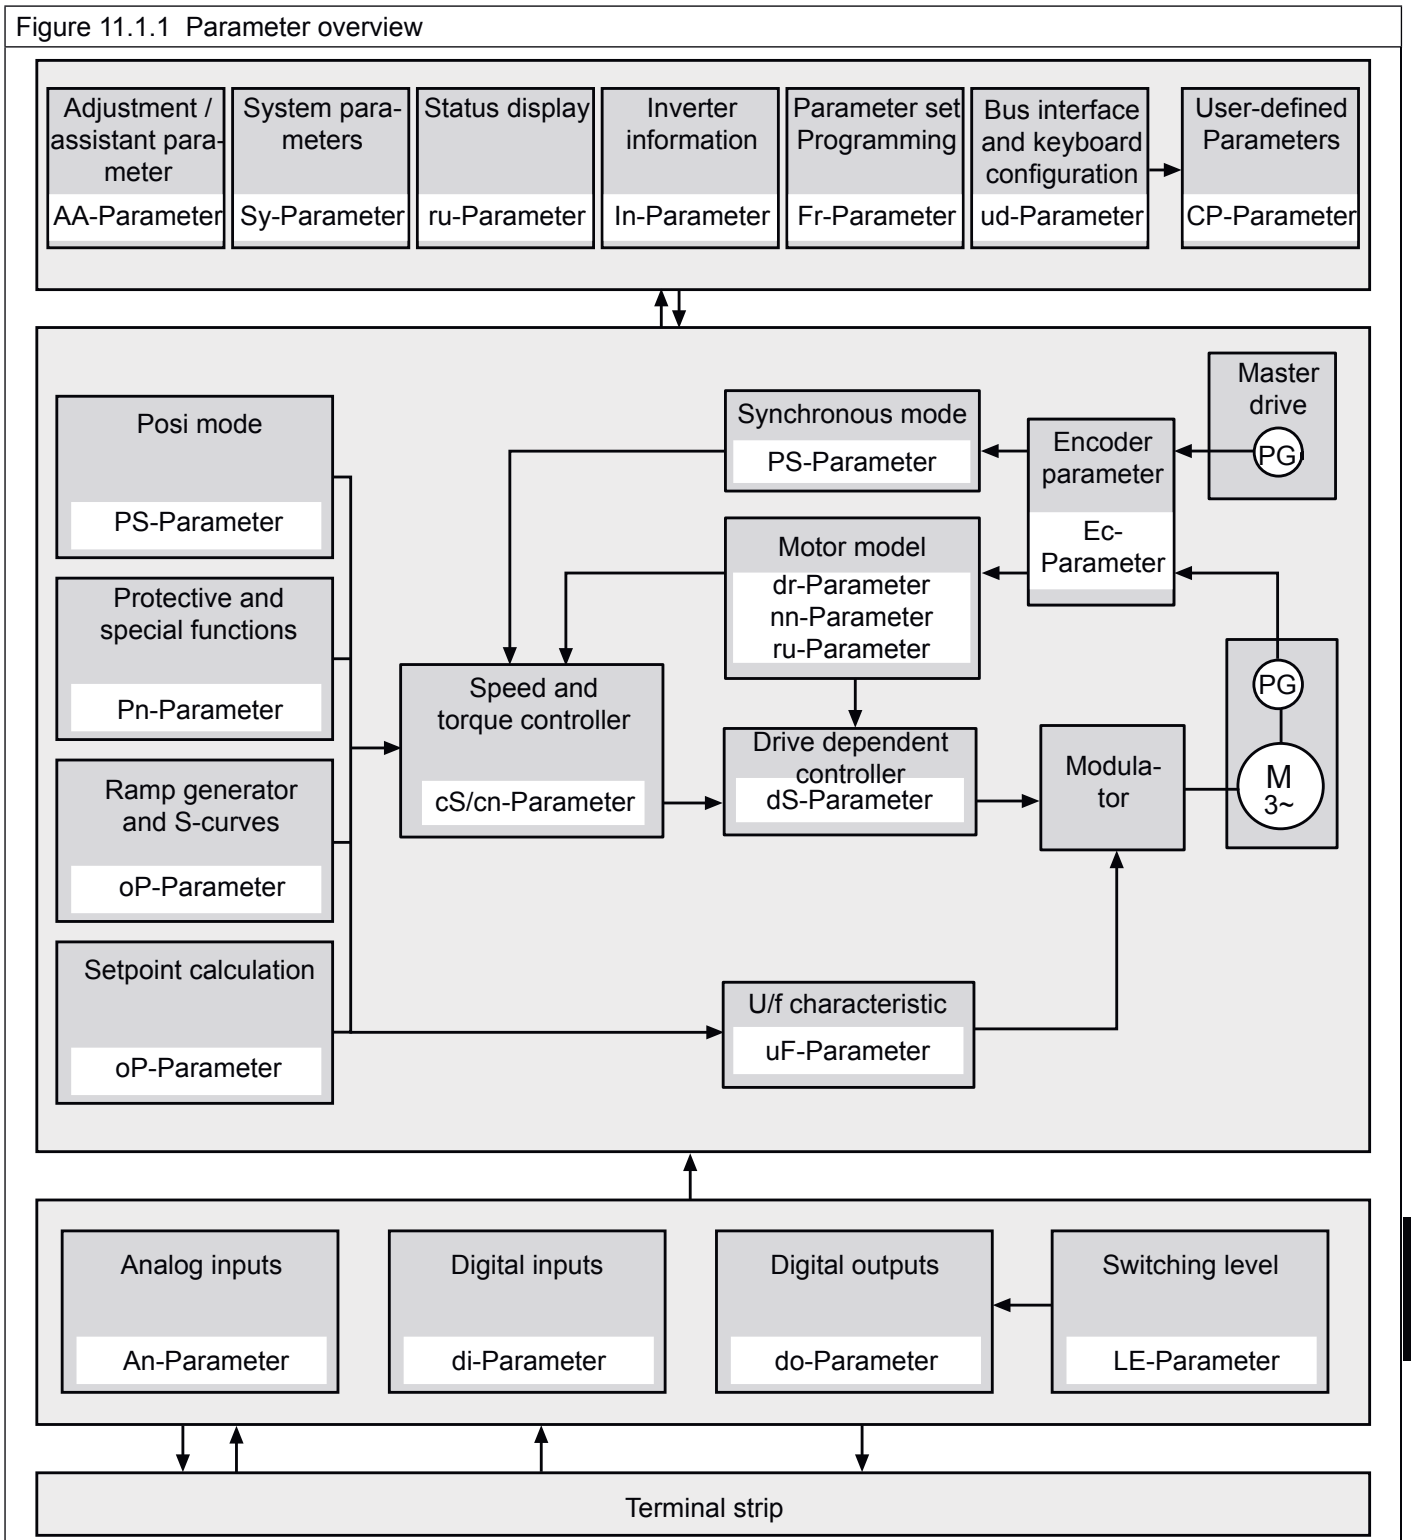 Figure 11.1.1 Parameter overview
Adjustment /
assistant para-
meter
AA-Parameter
System para-
meters
Sy-Parameter
Status display
ru-Parameter
Inverter
information
In-Parameter
Parameter set
Programming
Fr-Parameter
Bus interface
and keyboard
configuration
ud-Parameter
User-defined
Parameters
CP-Parameter
Posi mode
PS-Parameter
Protective and
special functions
Pn-Parameter
Ramp generator
and S-curves
oP-Parameter
Setpoint calculation
oP-Parameter
Speed and
torque controller
cS/cn-Parameter
Synchronous mode
PS-Parameter
Motor model
dr-Parameter
nn-Parameter
ru-Parameter
Drive dependent
controller
dS-Parameter
U/f characteristic
uF-Parameter
Encoder
parameter
Ec-
Parameter
Master
drive
PG
Modula-
tor
PG
M
3~
Analog inputs
An-Parameter
Digital inputs
di-Parameter
Digital outputs
do-Parameter
Switching level
LE-Parameter
Terminal strip